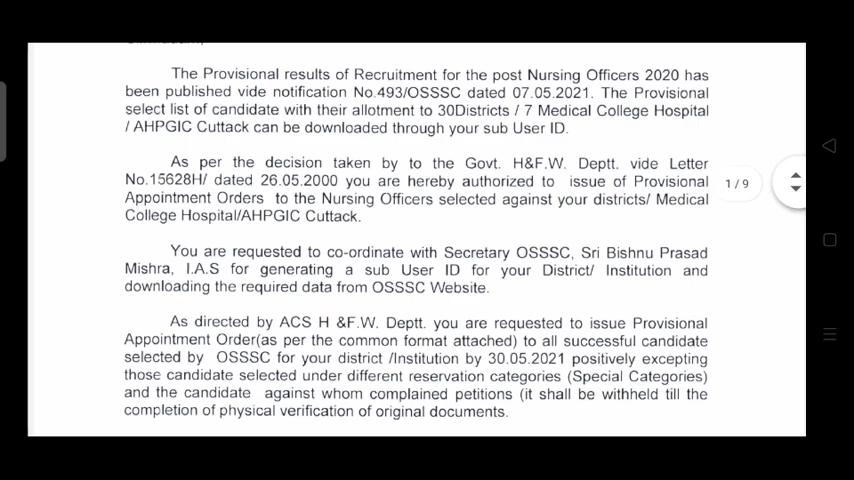 The Provisional results of Recruitment for the post Nursing Officers 2020 has
been published vide notification No.493/OSSSC dated 07.05.2021. The Provisional
select list of candidate with their allotment to 30Districts / 7 Medical College Hospital
/ AHPGIC Cuttack can be downloaded through your sub User ID.
As per the decision taken by to the Govt. H&F.W. Deptt. vide Letter
No.15628H/ dated 26.05.2000 you are hereby authorized to issue of Provisional
Appointment Orders to the Nursing Officers selected against your districts/ Medical
College Hospital/AHPGIC Cuttack.
You are requested to co-ordinate with Secretary OSSSC, Sri Bishnu Prasad
Mishra, I.A.S for generating a sub User ID for your District/ Institution and
downloading the required data from OSSSC Website.
As directed by ACS H &F.W. Deptt. you are requested to issue Provisional
Appointment Order(as per the common format attached) to all successful candidate
selected by OSSSC for your district /Institution by 30.05.2021 positively excepting
those candidate selected under different reservation categories (Special Categories)
and the candidate against whom complained petitions (it shall be withheld till the
completion of physical verification of original documents.
1 / 9